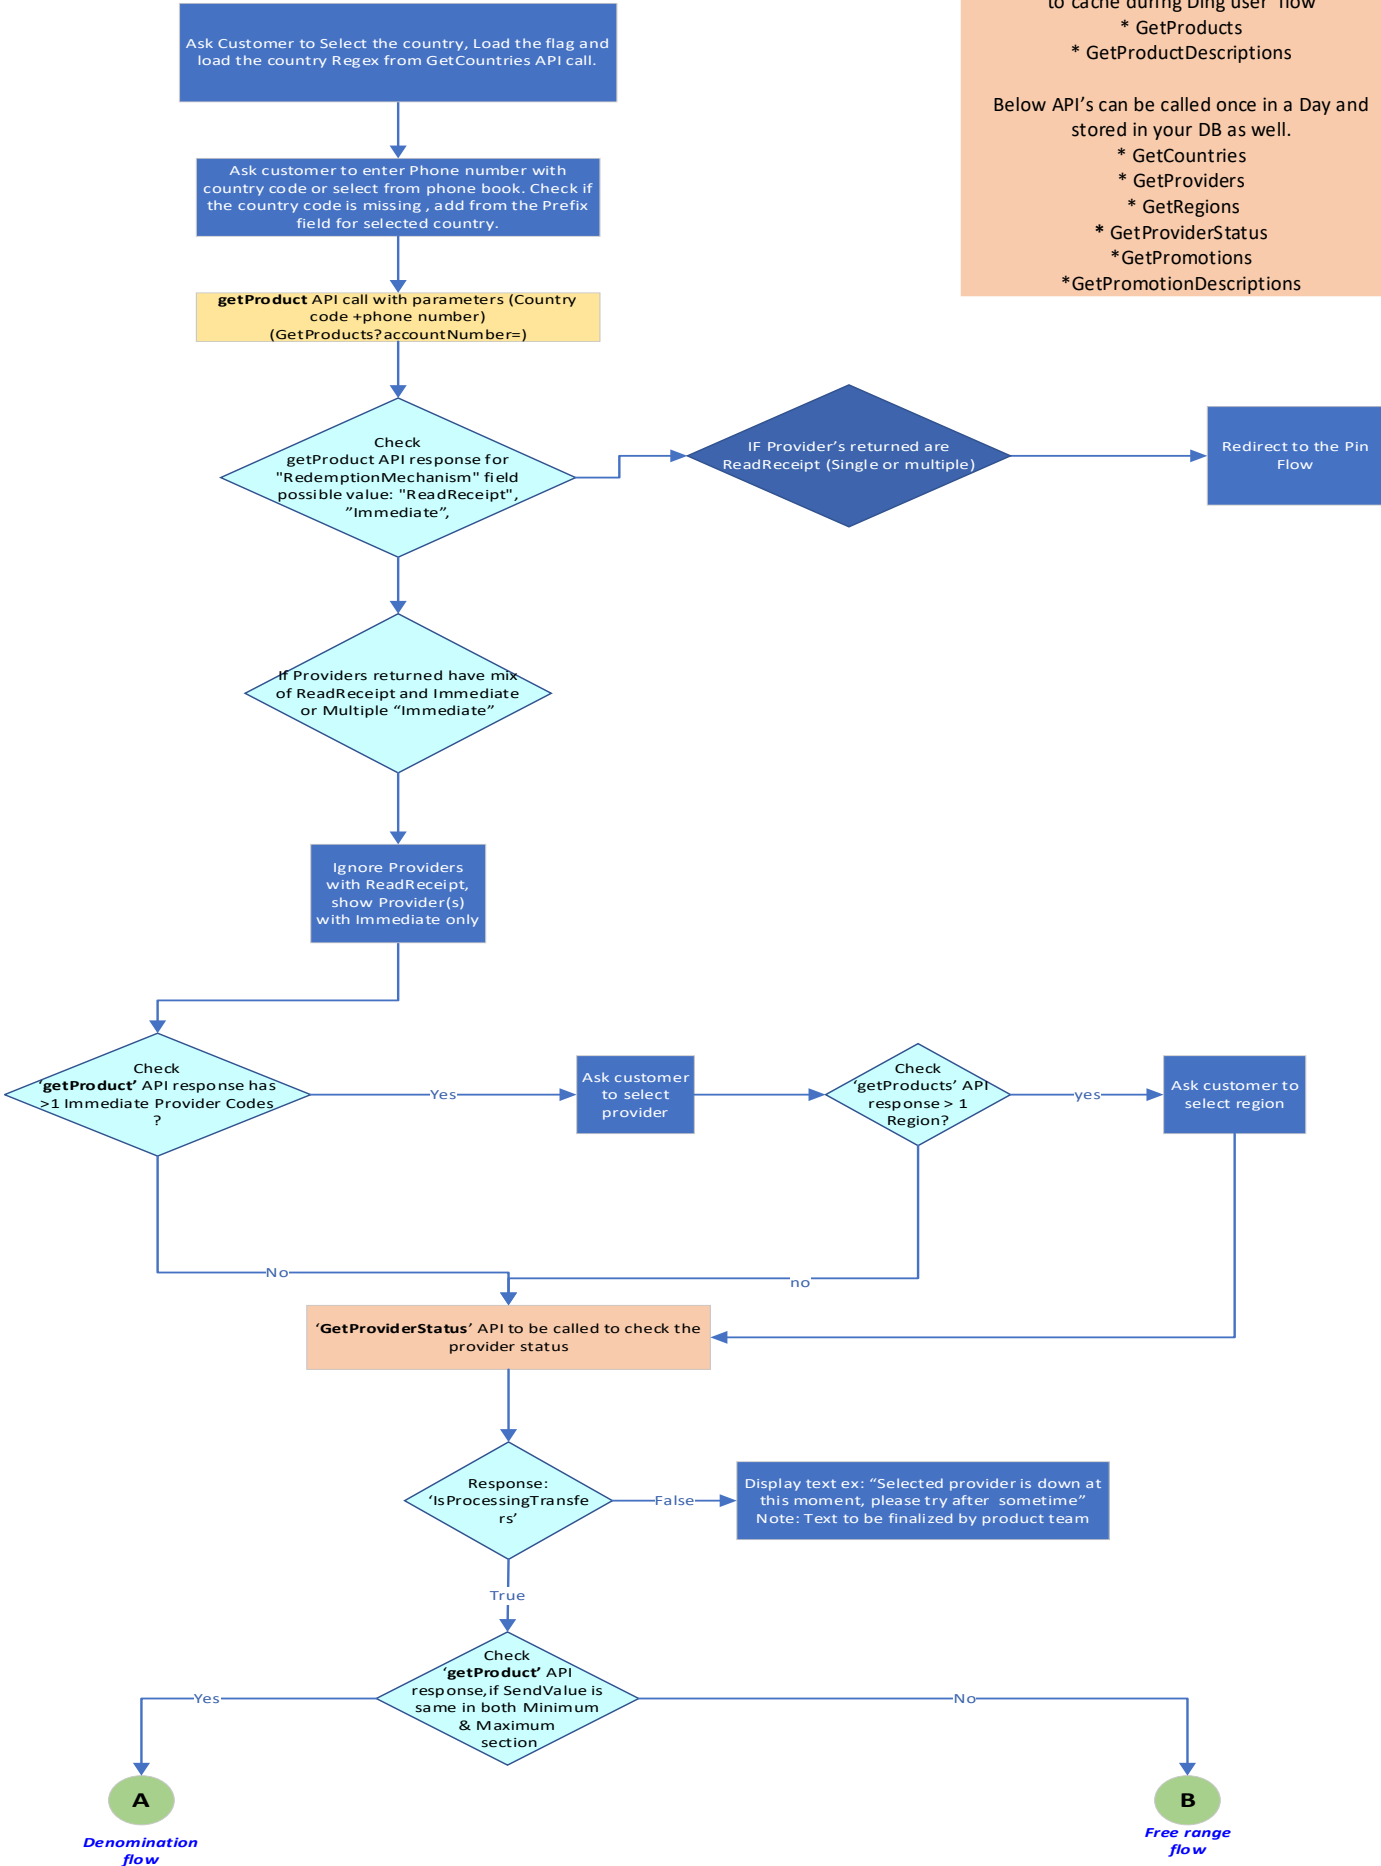 to cache during Ding user flow
* GetProducts
* GetProductDescriptions
Below API's can be called once in a Day and
stored in your DB as well.
* GetCountries
* GetProviders
* GetRegions
* GetProviderStatus
*GetPromotions
*GetPromotionDescriptions
Ask Customer to Select the country, Load the flag and
load the country Regex from GetCountries API call.
Ask customer to enter Phone number with
country code or select from phone book. Check if
the country code is missing , add from the Prefix
field for selected country.
getProduct API call with parameters (Country
code +phone number)
(GetProducts?accountNumber=)
Check
getProduct API response for
"RedemptionMechanism" field
possible value: "ReadReceipt",
”Immediate”,
IF Provider’s returned are
ReadReceipt (Single or multiple)
Redirect to the Pin
Flow
If Providers returned have mix
of ReadReceipt and Immediate
or Multiple “Immediate”
Ignore Providers
with ReadReceipt,
show Provider(s)
with Immediate only
Check
‘getProduct’ API response has
>1 Immediate Provider Codes
?
Yes
Ask customer
to select
provider
Check
‘getProducts’ API
response > 1
Region?
yes
Ask customer to
select region
No
no
‘GetProviderStatus’ API to be called to check the
provider status
Response:
‘IsProcessingTransfe
rs’
False
Display text ex: “Selected provider is down at
this moment, please try after sometime”
Note: Text to be finalized by product team
True
Check
‘getProduct’ API
response,if SendValue is
same in both Minimum
& Maximum
section
Yes
No
A
Denomination
flow
B
Free range
flow